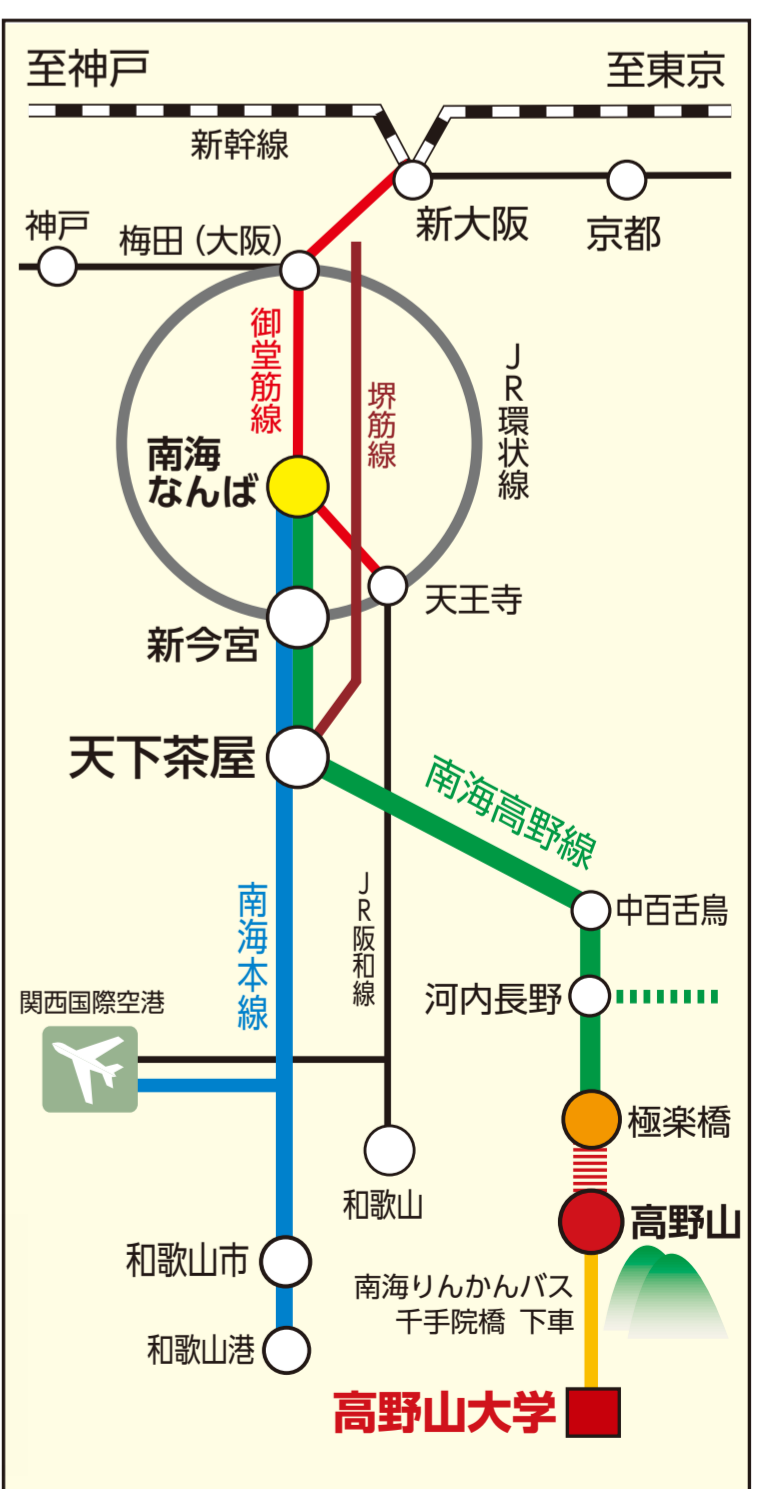 至神戸
至東京
新幹線
新大阪
京都
神戸
梅田（大阪）
御堂筋線
堺筋線
JR環状線
南海
なんば
天王寺
新今宮
天下茶屋
南海高野線
中百舌鳥
JR阪和線
南海本線
河内長野
関西国際空港
極楽橋
和歌山
高野山
和歌山市
南海りんかんバス
千手院橋 下車
和歌山港
高野山大学